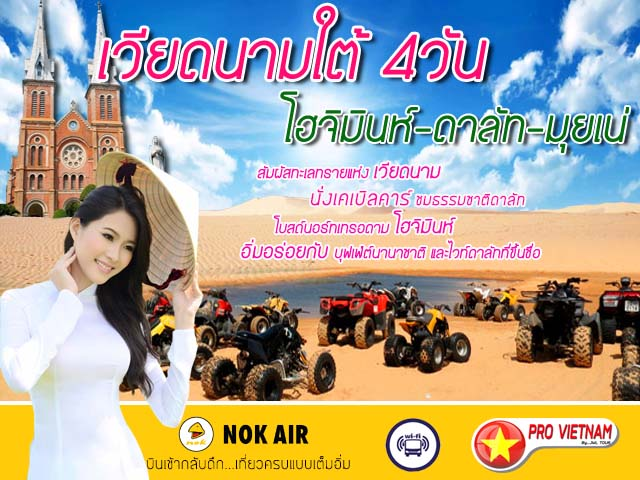 เวียดนามใต้ 4วัน
โฮจิมินห์-ดาลัท-มุยเน่
สัมผัสทะเลทรายแห่ง เวียดนาม
นั่งเคเบิลคาร์ ชมธรรมชาติดาลัท
โบสถ์นอร์ทเทรอดาม โฮจิมินห์
อิ่มอร่อยกับ บุฟเฟ่ต์นานาชาติ และไวท์ดาลัทที่ขึ้นชื่อ
nok NOK AIR
wi-fi
PRO VIETNAM
บินเช้ากลับดึก...เที่ยวครบแบบเต็มอิ่ม